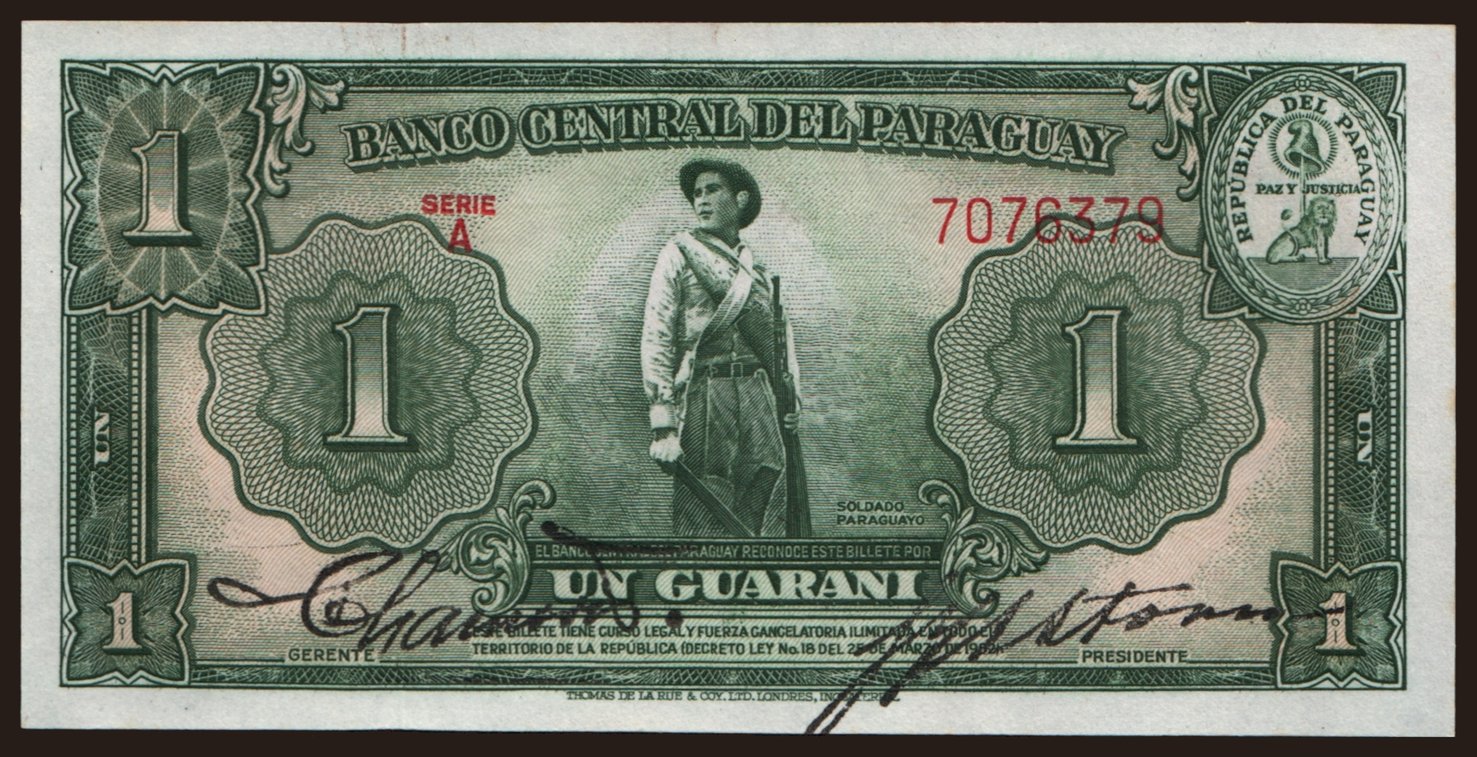 1
BANCO CENTRAL DEL PARAGUAY
REPÚBLICA DEL PARAGUAY
PAZ Y JUSTICIA
SERIE
A
7076379
1
1
UN
UN
SOLDADO
PARAGUAYO
EL BANCO CENTRAL DEL PARAGUAY RECONOCE ESTE BILLETE POR
UN GUARANI
ESTE BILLETE TIENE CURSO LEGAL Y FUERZA CANCELATORIA ILIMITADA EN TODO EL
TERRITORIO DE LA REPÚBLICA (DECRETO LEY No. 18 DEL 25 DE MARZO DE 1952).
1
1
GERENTE
PRESIDENTE
THOMAS DE LA RUE & COY. LTD. LONDRES, INGLATERRA.